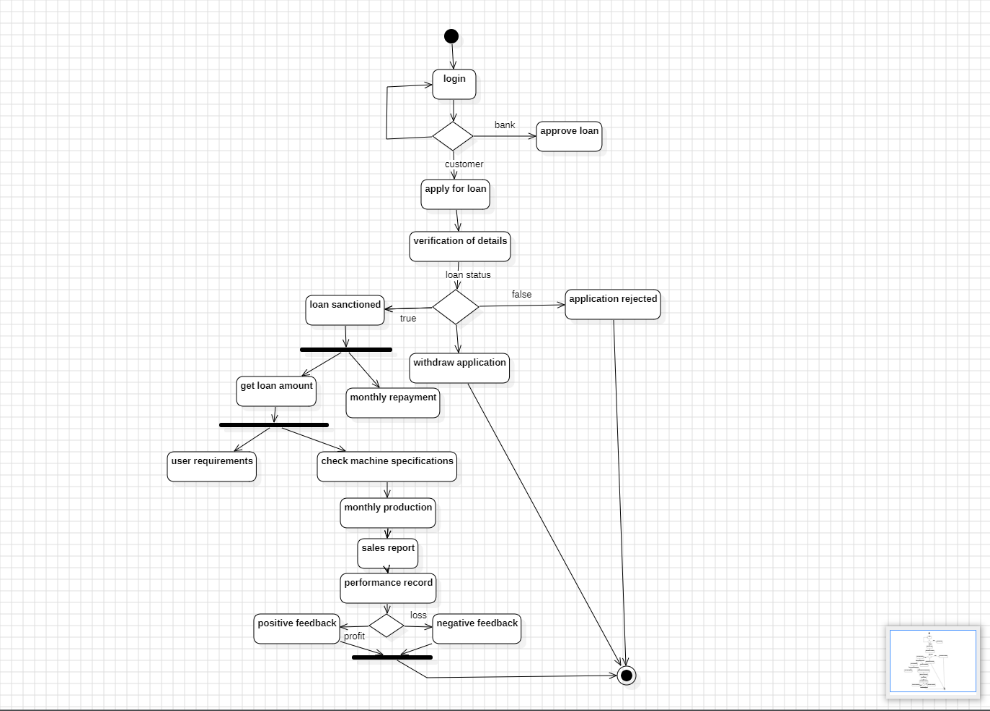 login
bank
approve loan
customer
apply for loan
verification of details
loan status
false
application rejected
loan sanctioned
true
withdraw application
get loan amount
monthly repayment
user requirements
check machine specifications
monthly production
sales report
performance record
loss
positive feedback
negative feedback
profit